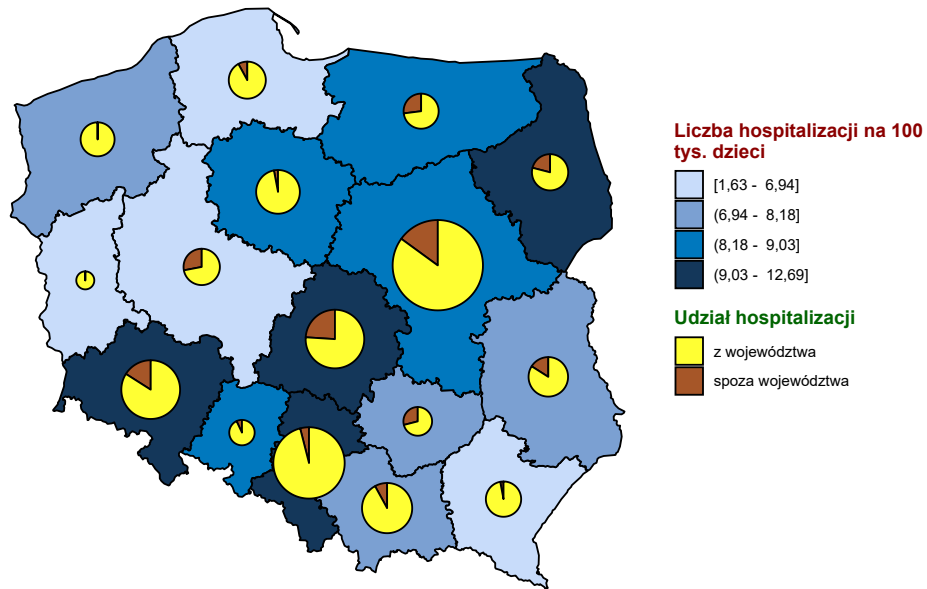 Liczba hospitalizacji na 100
tys. dzieci
[1,63 - 6,94]
(6,94 - 8,18]
(8,18 - 9,03]
(9,03 - 12,69]
Udział hospitalizacji
z województwa
spoza województwa